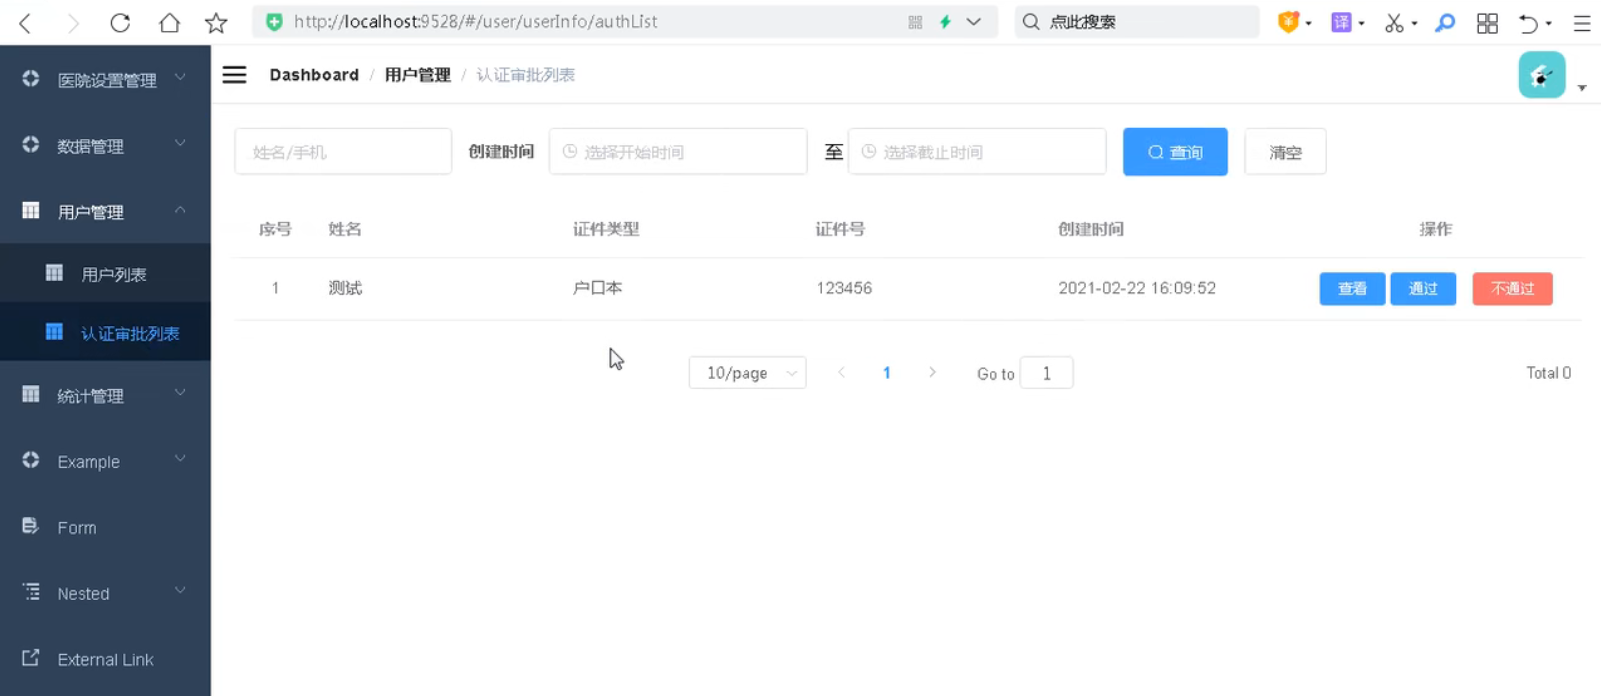 http://localhost:9528/#/user/userInfo/authList
点此搜索
译
医院设置管理
数据管理
用户管理
用户列表
认证审批列表
统计管理
Example
Form
Nested
External Link
Dashboard / 用户管理 / 认证审批列表
姓名/手机 创建时间 选择开始时间 至 选择截止时间 查询 清空
序号 姓名 证件类型 证件号 创建时间 操作
1 测试 户口本 123456 2021-02-22 16:09:52 查看 通过 不通过
10/page 1 Go to 1 Total 0